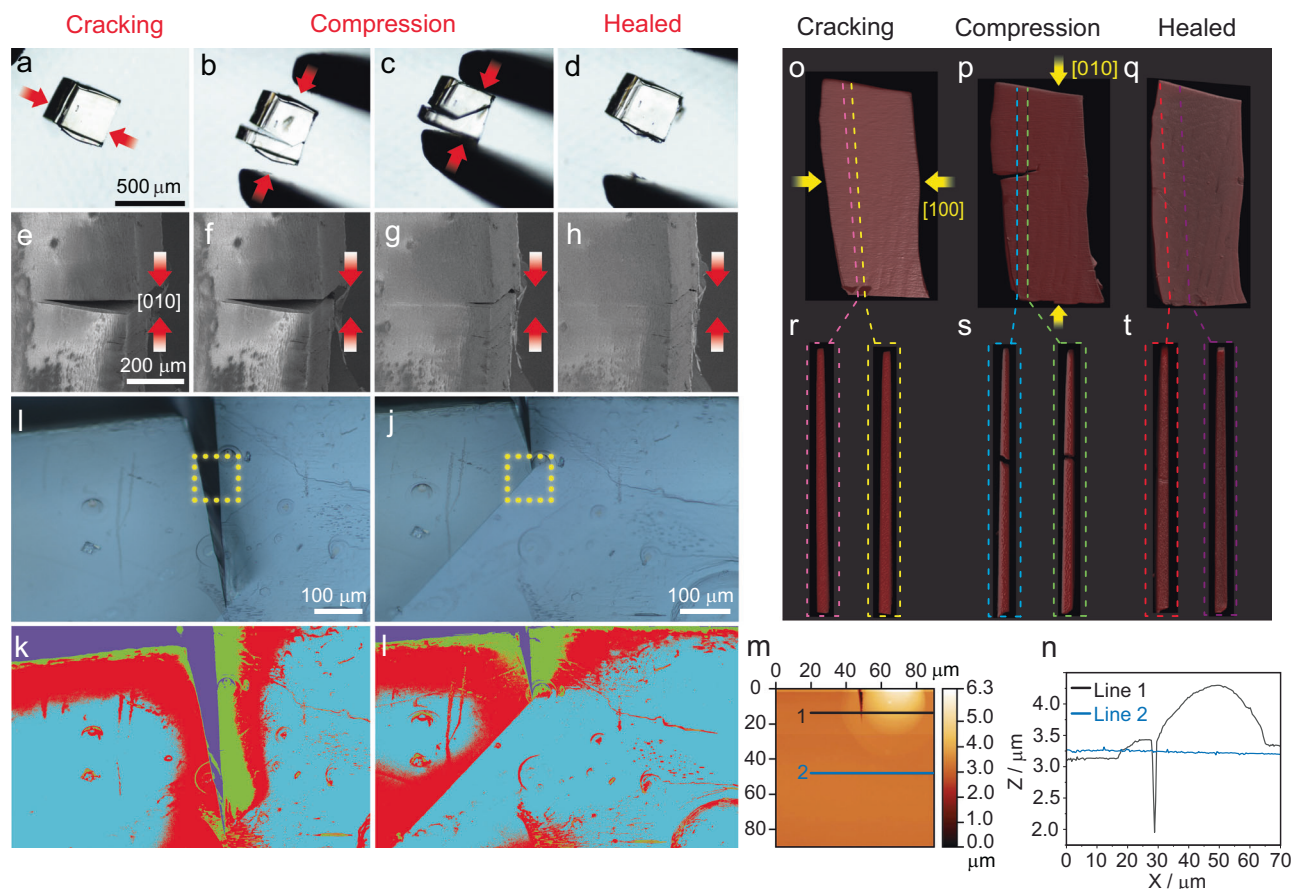 Cracking
Compression
Healed
Cracking
Compression
Healed
a
500 μm
b
c
d
o
[100]
p
[010]
q
e
[010]
200 μm
f
g
h
r
s
t
l
100 μm
j
100 μm
k
l
m
μm
0 20 40 60 80
0
20
40
60
80
1
2
6.3
5.0
4.0
3.0
2.0
1.0
0.0
μm
n
Line 1
Line 2
Z / μm
4.0
3.5
3.0
2.5
2.0
0 10 20 30 40 50 60 70
X / μm